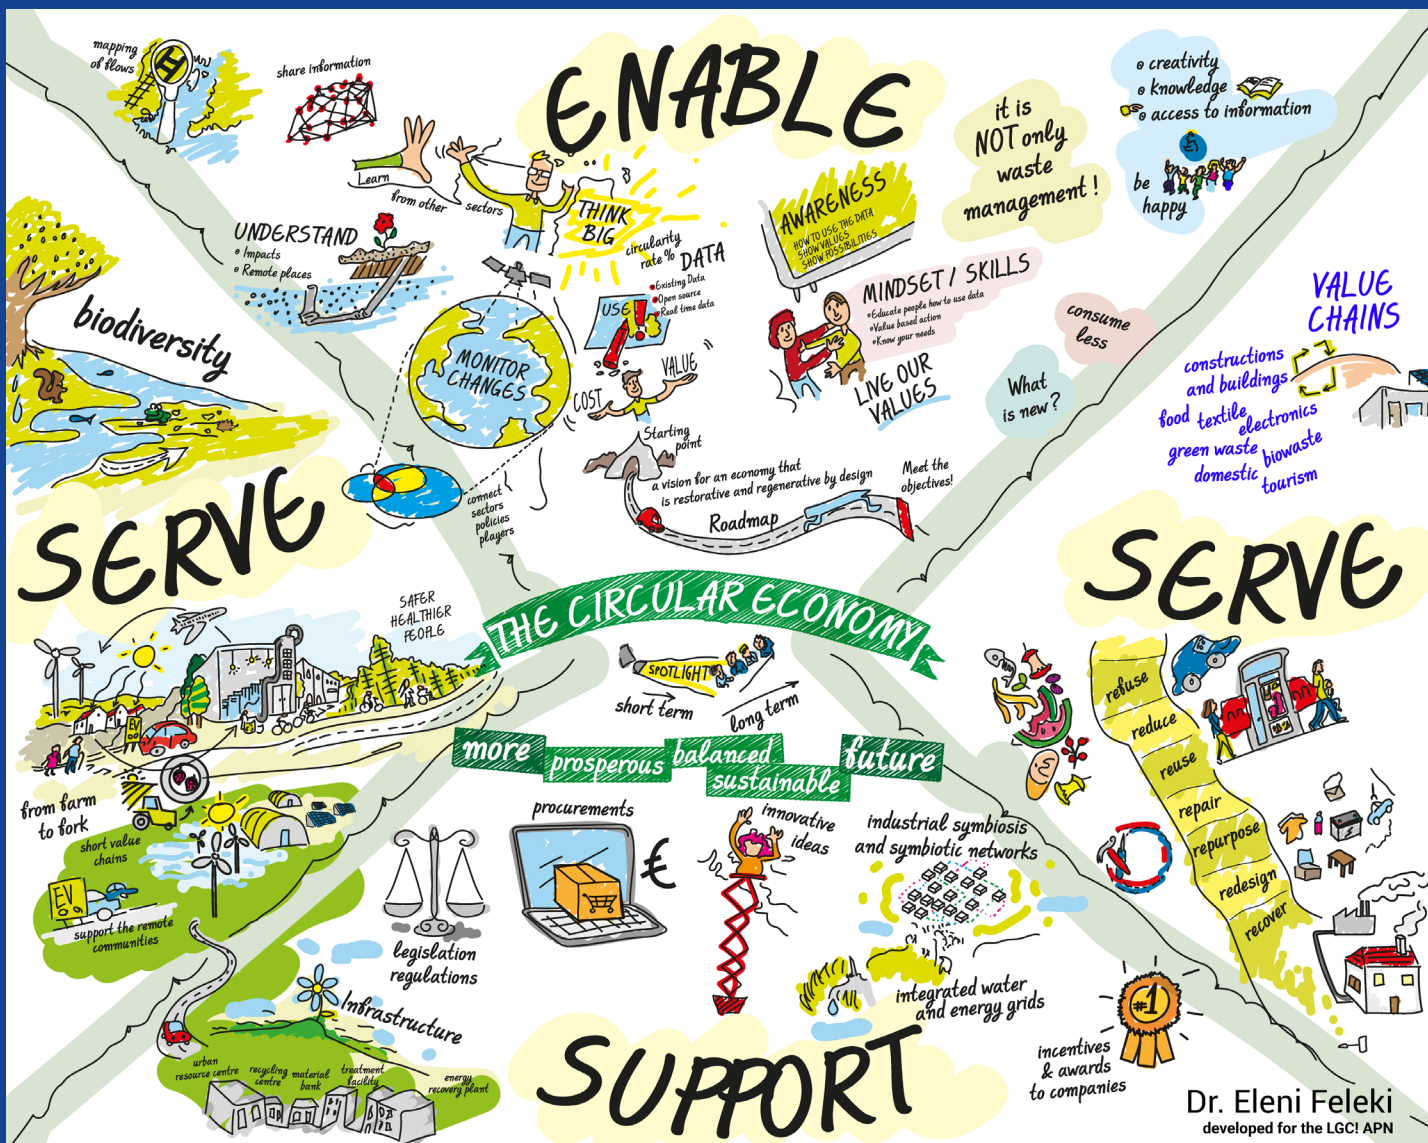 mapping
of flows
H
share information
ENABLE
Learn
from other
sectors
THINK
BIG
UNDERSTAND
Impacts
Remote places
circularity
rate %
DATA
Existing Data
Open source
Real time data
USE
!
MONITOR
CHANGES
COST
VALUE
AWARENESS
HOW TO USE THE DATA
SHOW VALUES
SHOW POSSIBILITIES
it is
NOT only
waste
management !
creativity
knowledge
access to information
be
happy
MINDSET / SKILLS
Educate people how to use data
Value based action
Know your needs
LIVE OUR
VALUES
consume
less
What
is new?
Starting
point
a vision for an economy that
is restorative and regenerative by design
Meet the
objectives!
Roadmap
connect
sectors
policies
players
biodiversity
SERVE
SAFER
HEALTHIER
PEOPLE
EV
from farm
to fork
short value
chains
EV
support the remote
communities
VALUE
CHAINS
constructions
and buildings
food textile electronics
green waste biowaste
domestic tourism
SERVE
refuse
reduce
reuse
repair
repurpose
redesign
recover
THE CIRCULAR ECONOMY
SPOTLIGHT
short term
long term
more prosperous balanced sustainable future
procurements
€
legislation
regulations
innovative
ideas
industrial symbiosis
and symbiotic networks
integrated water
and energy grids
#1
incentives
& awards
to companies
Infrastructure
urban
resource centre
recycling
centre
material
bank
treatment
facility
energy
recovery plant
SUPPORT
Dr. Eleni Feleki
developed for the LGC! APN